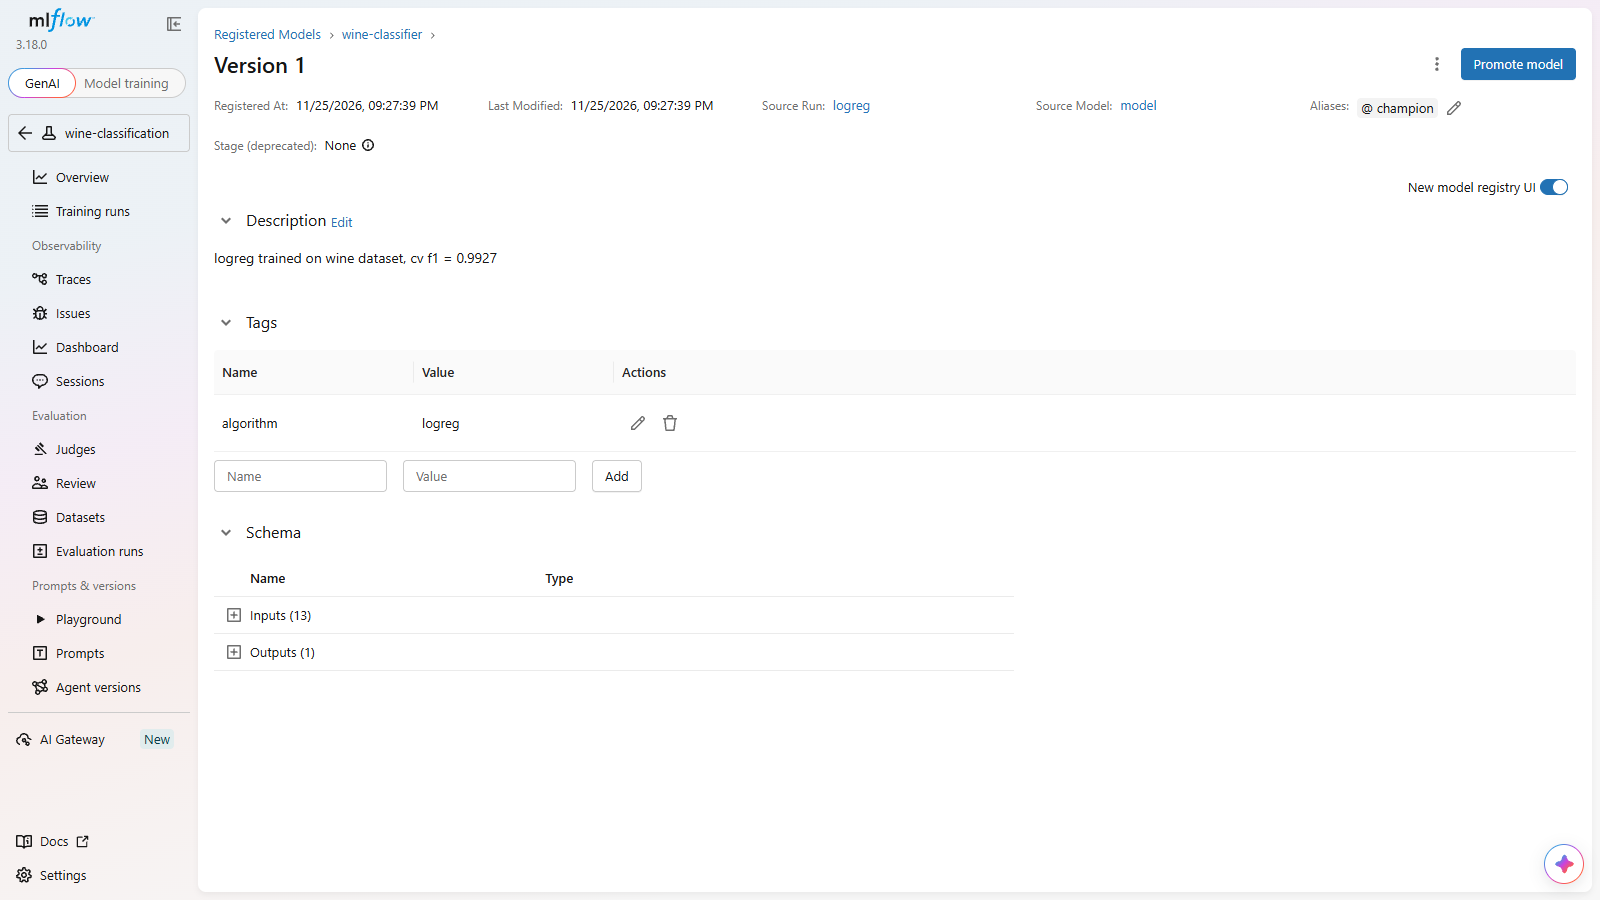 mlflow
3.18.0
GenAI
Model training
wine-classification
Overview
Training runs
Observability
Traces
Issues
Dashboard
Sessions
Evaluation
Judges
Review
Datasets
Evaluation runs
Prompts & versions
Playground
Prompts
Agent versions
AI Gateway New
Docs
Settings
Registered Models › wine-classifier ›
Version 1
Promote model
Registered At: 11/25/2026, 09:27:39 PM Last Modified: 11/25/2026, 09:27:39 PM Source Run: logreg Source Model: model Aliases: @ champion
Stage (deprecated): None
New model registry UI
Description Edit
logreg trained on wine dataset, cv f1 = 0.9927
Tags
Name Value Actions
algorithm logreg
Name Value Add
Schema
Name Type
Inputs (13)
Outputs (1)